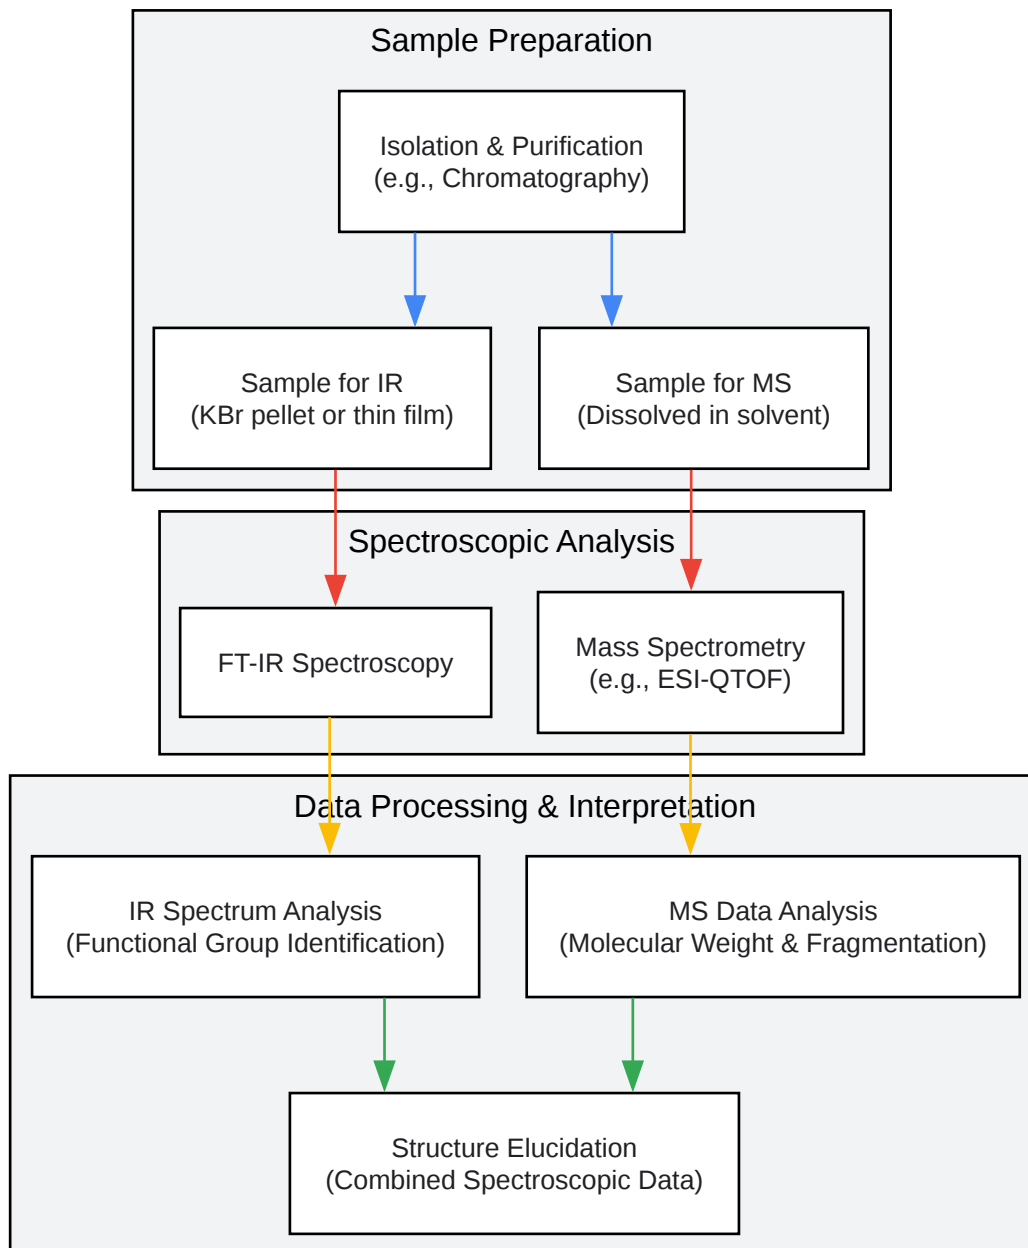 Sample Preparation
Isolation & Purification
(e.g., Chromatography)
Sample for IR
(KBr pellet or thin film)
Sample for MS
(Dissolved in solvent)
Spectroscopic Analysis
FT-IR Spectroscopy
Mass Spectrometry
(e.g., ESI-QTOF)
Data Processing & Interpretation
IR Spectrum Analysis
(Functional Group Identification)
MS Data Analysis
(Molecular Weight & Fragmentation)
Structure Elucidation
(Combined Spectroscopic Data)